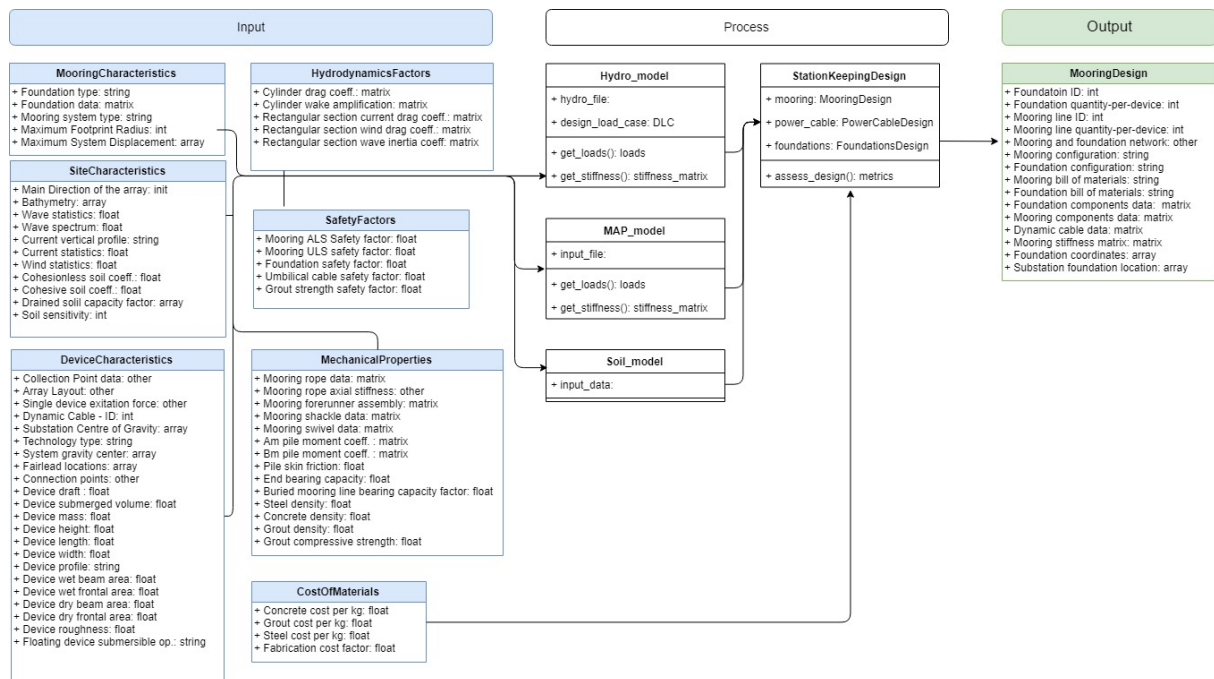 Input
Process
Output
MooringCharacteristics
+ Foundation type: string
+ Foundation data: matrix
+ Mooring system type: string
+ Maximum Footprint Radius: int
+ Maximum System Displacement: array
SiteCharacteristics
+ Main Direction of the array: init
+ Bathymetry: array
+ Wave statistics: float
+ Wave spectrum: float
+ Current vertical profile: string
+ Current statistics: float
+ Wind statistics: float
+ Cohesionless soil coeff.: float
+ Cohesive soil coeff.: float
+ Drained solil capacity factor: array
+ Soil sensitivity: int
DeviceCharacteristics
+ Collection Point data: other
+ Array Layout: other
+ Single device exitation force: other
+ Dynamic Cable - ID: int
+ Substation Centre of Gravity: array
+ Technology type: string
+ System gravity center: array
+ Fairlead locations: array
+ Connection points: other
+ Device draft : float
+ Device submerged volume: float
+ Device mass: float
+ Device height: float
+ Device length: float
+ Device width: float
+ Device profile: string
+ Device wet beam area: float
+ Device wet frontal area: float
+ Device dry beam area: float
+ Device dry frontal area: float
+ Device roughness: float
+ Floating device submersible op.: string
HydrodynamicsFactors
+ Cylinder drag coeff.: matrix
+ Cylinder wake amplification: matrix
+ Rectangular section current drag coeff.: matrix
+ Rectangular section wind drag coeff.: matrix
+ Rectangular section wave inertia coeff: matrix
SafetyFactors
+ Mooring ALS Safety factor: float
+ Mooring ULS safety factor: float
+ Foundation safety factor: float
+ Umbilical cable safety factor: float
+ Grout strength safety factor: float
MechanicalProperties
+ Mooring rope data: matrix
+ Mooring rope axial stiffness: other
+ Mooring forerunner assembly: matrix
+ Mooring shackle data: matrix
+ Mooring swivel data: matrix
+ Am pile moment coeff. : matrix
+ Bm pile moment coeff. : matrix
+ Pile skin friction: float
+ End bearing capacity: float
+ Buried mooring line bearing capacity factor: float
+ Steel density: float
+ Concrete density: float
+ Grout density: float
+ Grout compressive strength: float
CostOfMaterials
+ Concrete cost per kg: float
+ Grout cost per kg: float
+ Steel cost per kg: float
+ Fabrication cost factor: float
Hydro_model
+ hydro_file:
+ design_load_case: DLC
+ get_loads(): loads
+ get_stiffness(): stiffness_matrix
MAP_model
+ input_file:
+ get_loads(): loads
+ get_stiffness(): stiffness_matrix
Soil_model
+ input_data:
StationKeepingDesign
+ mooring: MooringDesign
+ power_cable: PowerCableDesign
+ foundations: FoundationsDesign
+ assess_design(): metrics
MooringDesign
+ Foundatoin ID: int
+ Foundation quantity-per-device: int
+ Mooring line ID: int
+ Mooring line quantity-per-device: int
+ Mooring and foundation network: other
+ Mooring configuration: string
+ Foundation configuration: string
+ Mooring bill of materials: string
+ Foundation bill of materials: string
+ Foundation components data:  matrix
+ Mooring components data: matrix
+ Dynamic cable data: matrix
+ Mooring stiffness matrix: matrix
+ Foundation coordinates: array
+ Substation foundation location: array